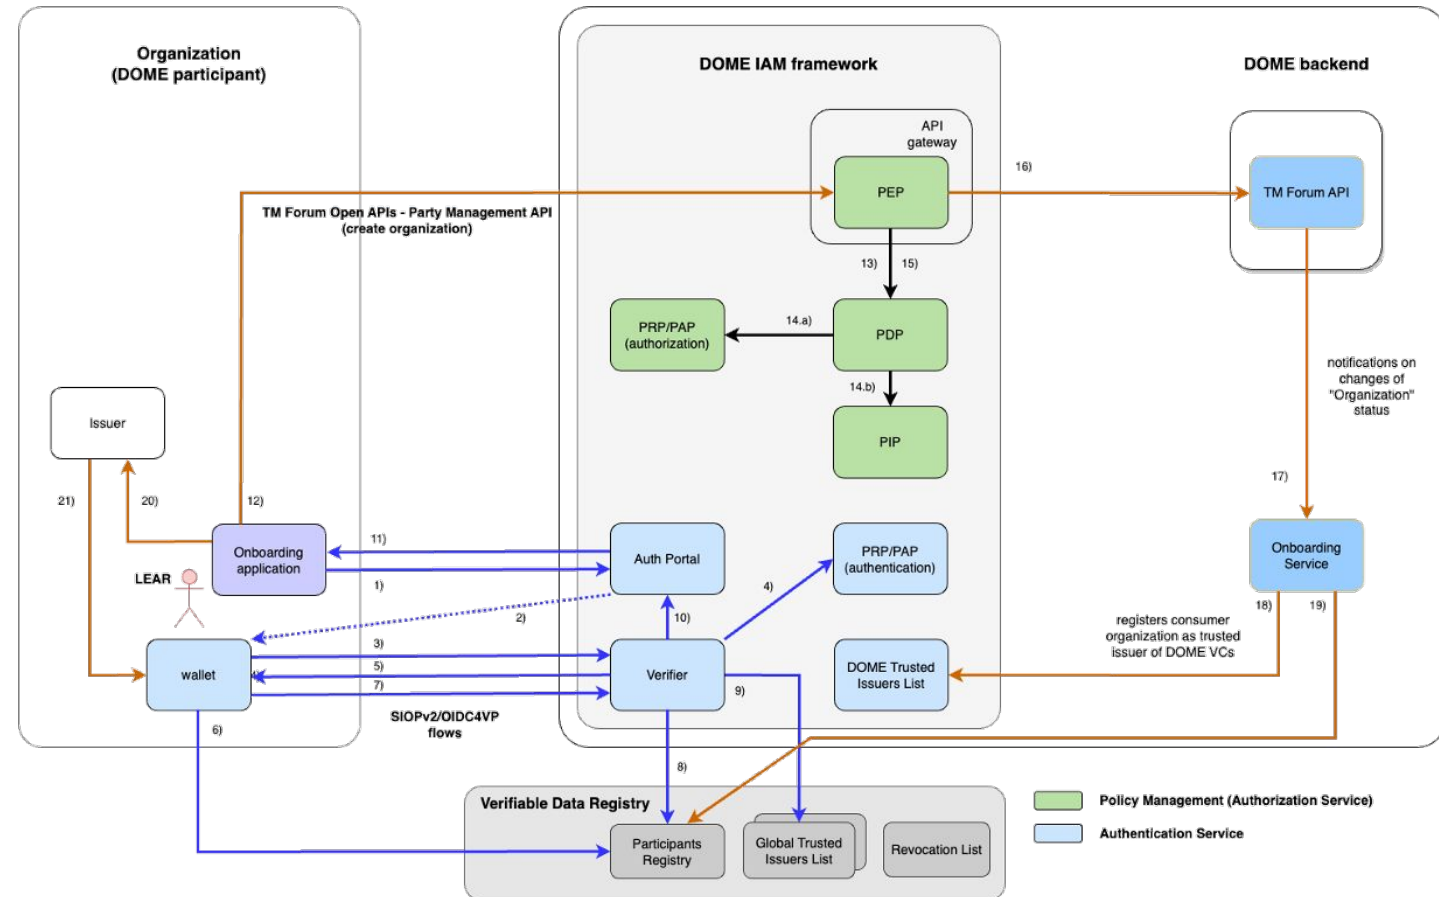 Organization
(DOME participant)
DOME IAM framework
DOME backend
API
gateway
PEP
16)
TM Forum API
TM Forum Open APIs - Party Management API
(create organization)
13)
15)
PRP/PAP
(authorization)
14.a)
PDP
14.b)
PIP
notifications on
changes of
"Organization"
status
Issuer
21)
20)
12)
17)
Onboarding
application
11)
1)
Auth Portal
PRP/PAP
(authentication)
Onboarding
Service
LEAR
2)
10)
4)
18)
19)
registers consumer
organization as trusted
issuer of DOME VCs
wallet
3)
5)
7)
Verifier
9)
DOME Trusted
Issuers List
SIOPv2/OIDC4VP
flows
6)
8)
Verifiable Data Registry
Participants
Registry
Global Trusted
Issuers List
Revocation List
Policy Management (Authorization Service)
Authentication Service